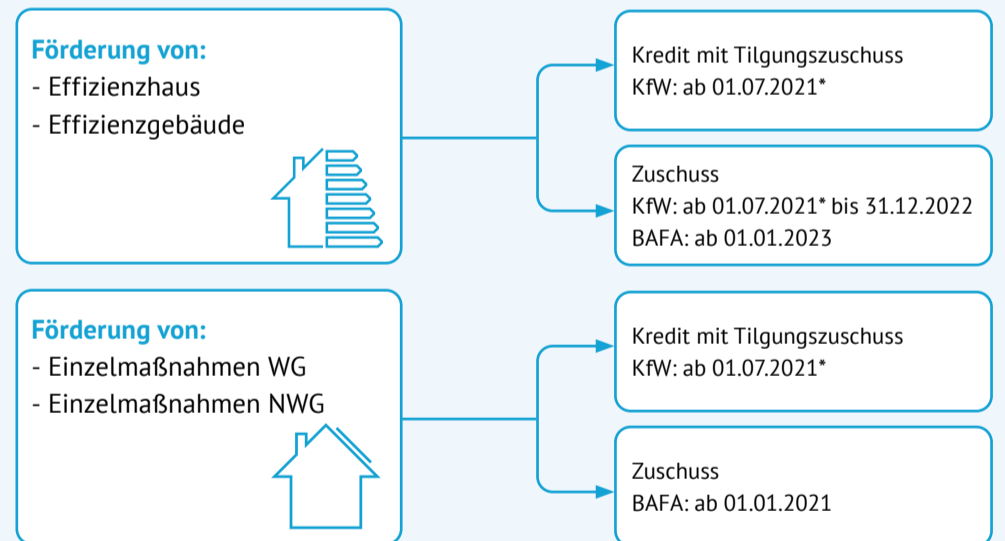 Förderung von:
- Effizienzhaus
- Effizienzgebäude
Kredit mit Tilgungszuschuss
KfW: ab 01.07.2021*
Zuschuss
KfW: ab 01.07.2021* bis 31.12.2022
BAFA: ab 01.01.2023
Förderung von:
- Einzelmaßnahmen WG
- Einzelmaßnahmen NWG
Kredit mit Tilgungszuschuss
KfW: ab 01.07.2021*
Zuschuss
BAFA: ab 01.01.2021